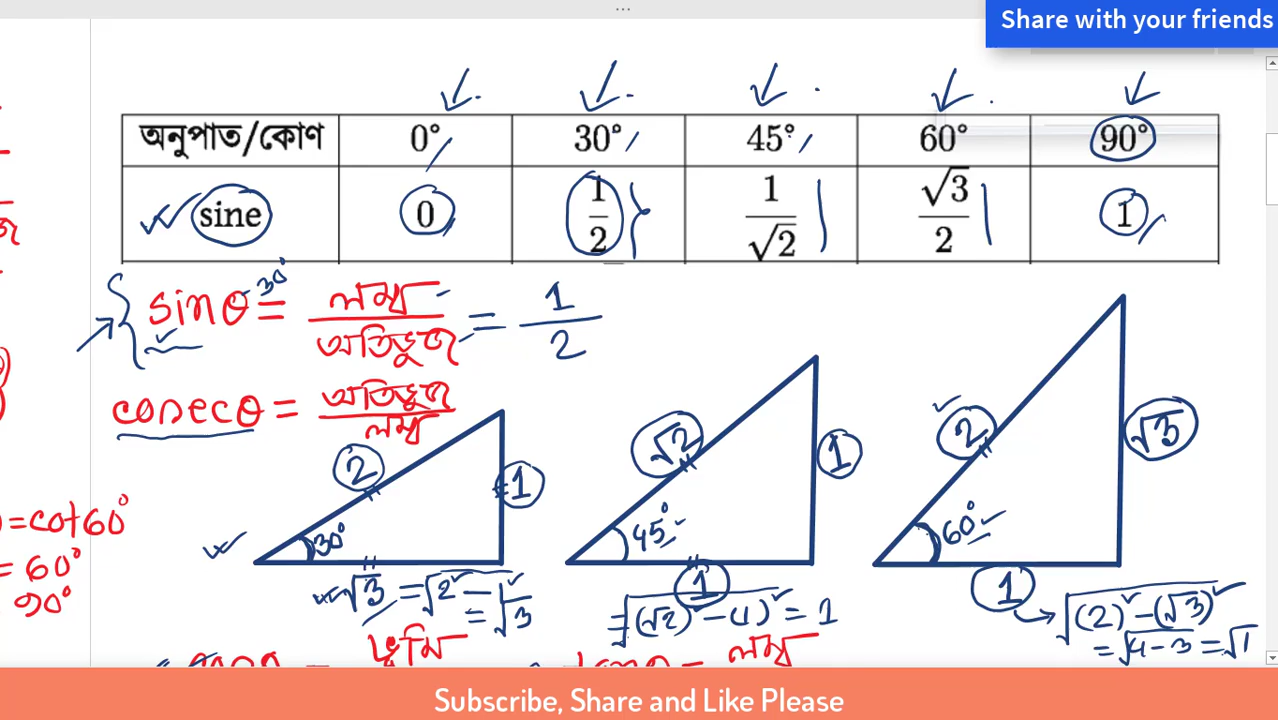 Share with your friends
অনুপাত/কোণ 0° 30° 45° 60° 90°
sine 0 1/2 1/√2 √3/2 1
sinθ 30° = লম্ব/অতিভুজ = 1/2
cosecθ = অতিভুজ/লম্ব
2 1 30° √3 = √2² - 1² = √3
√2 1 45° 1 = √(√2)² - (1)² = 1
2 √3 60° 1 √(2)² - (√3)² = √4-3 = √1
=cot60°
= 60°
90°
ভূমি
লম্ব
Subscribe, Share and Like Please